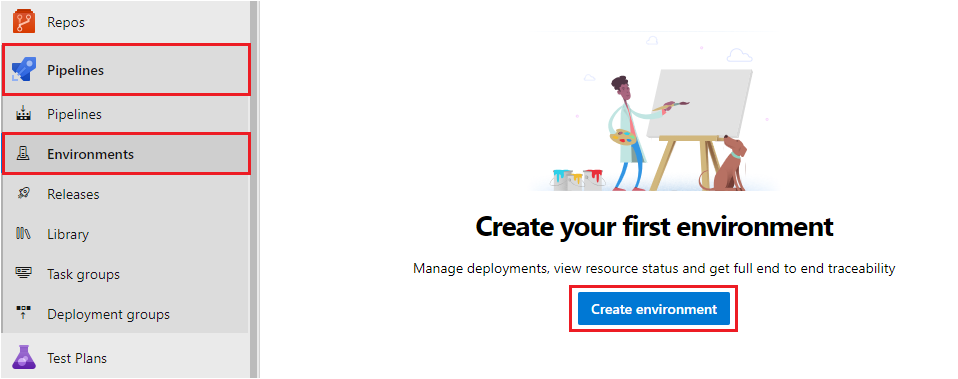 Repos
Pipelines
Pipelines
Environments
Releases
Library
Task groups
Deployment groups
Test Plans
Create your first environment
Manage deployments, view resource status and get full end to end traceability
Create environment